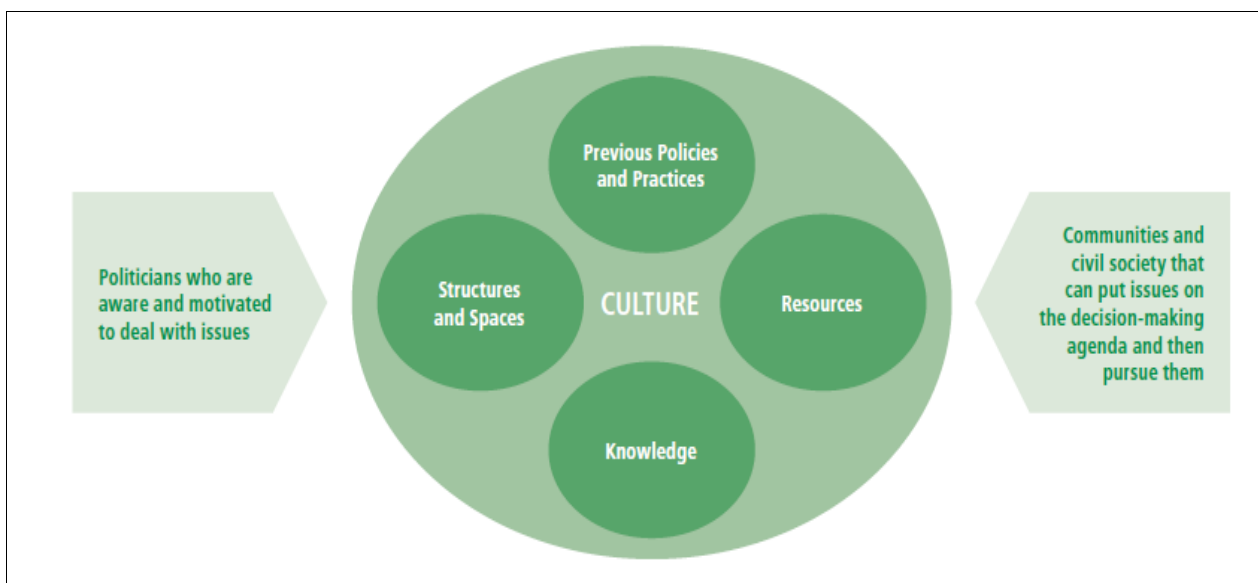 Politicians who are
aware and motivated
to deal with issues
Previous Policies
and Practices
Structures
and Spaces
CULTURE
Resources
Knowledge
Communities and
civil society that
can put issues on
the decision-making
agenda and then
pursue them